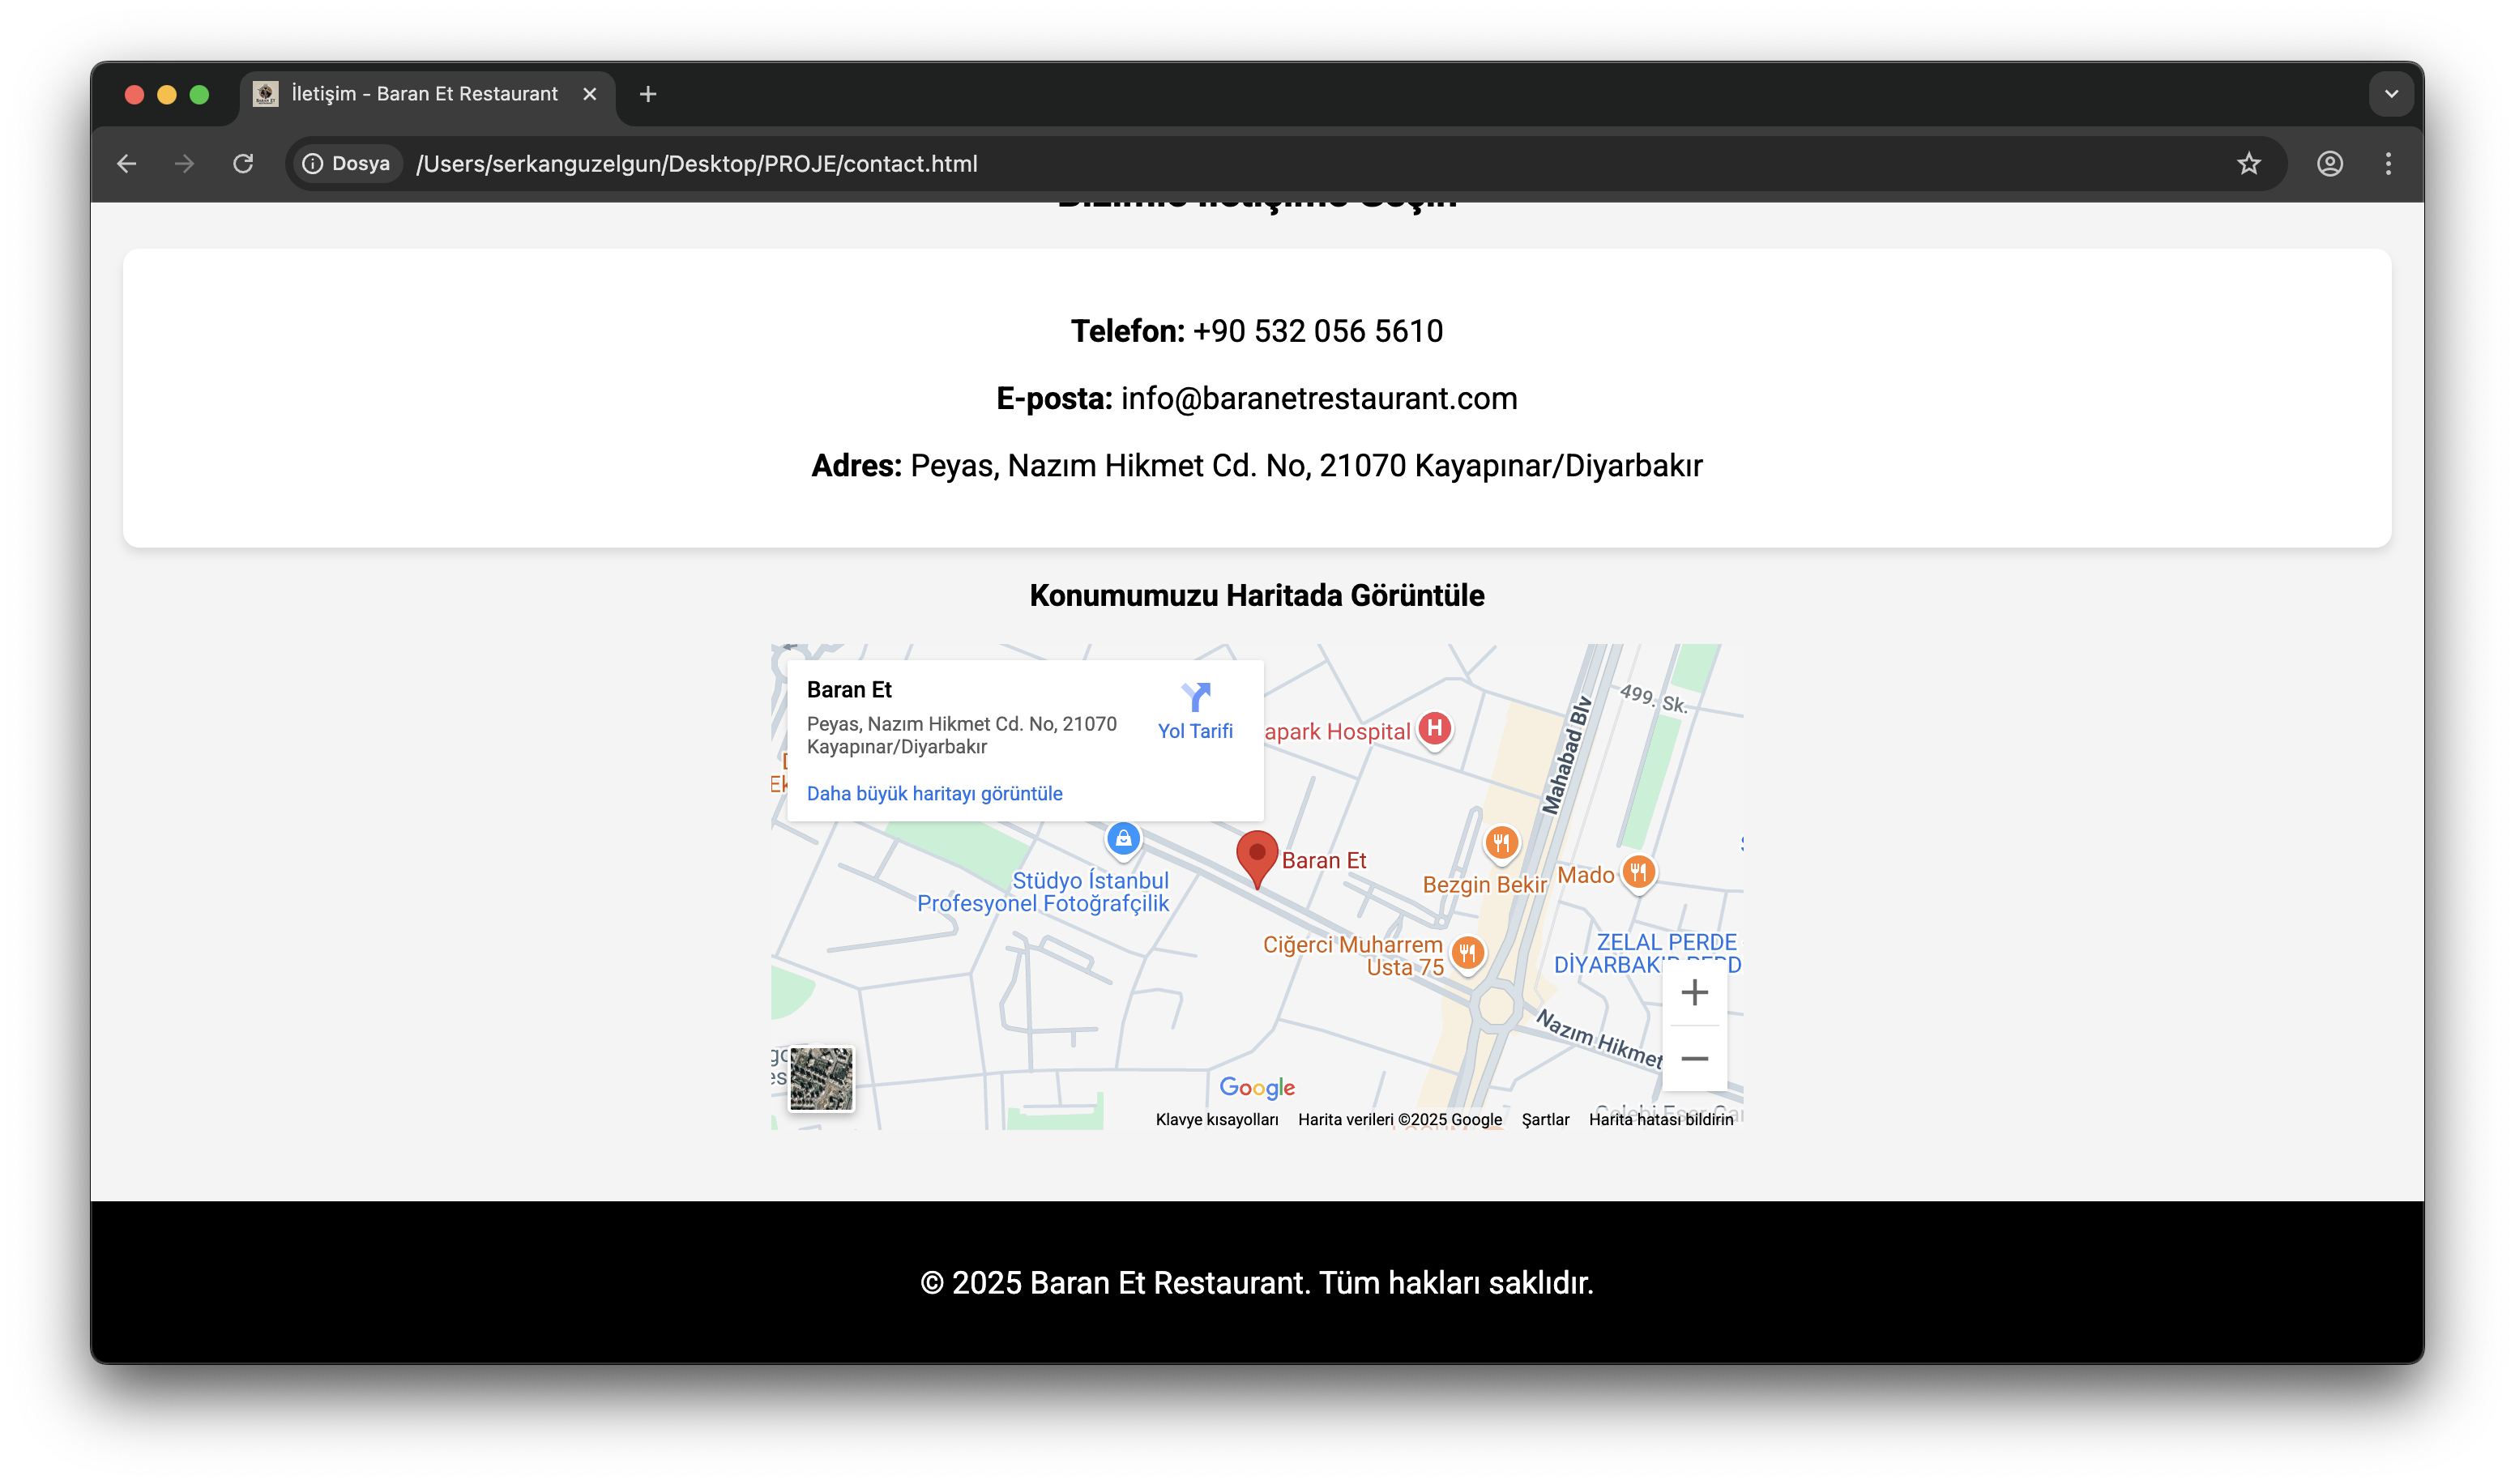 İletişim - Baran Et Restaurant
Dosya /Users/serkanguzelgun/Desktop/PROJE/contact.html
Bizimle İletişime Geçin
Telefon: +90 532 056 5610
E-posta: info@baranetrestaurant.com
Adres: Peyas, Nazım Hikmet Cd. No, 21070 Kayapınar/Diyarbakır
Konumumuzu Haritada Görüntüle
Baran Et
Peyas, Nazım Hikmet Cd. No, 21070
Kayapınar/Diyarbakır
Yol Tarifi
Daha büyük haritayı görüntüle
apark Hospital
H
499. Sk.
Mahabad Blv
Stüdyo İstanbul
Profesyonel Fotoğrafçilik
Baran Et
Bezgin Bekir
Mado
Ciğerci Muharrem
Usta 75
ZELAL PERDE
Nazım Hikmet
Google
Klavye kısayolları
Harita verileri ©2025 Google
Şartlar
Harita hatası bildirin
© 2025 Baran Et Restaurant. Tüm hakları saklıdır.